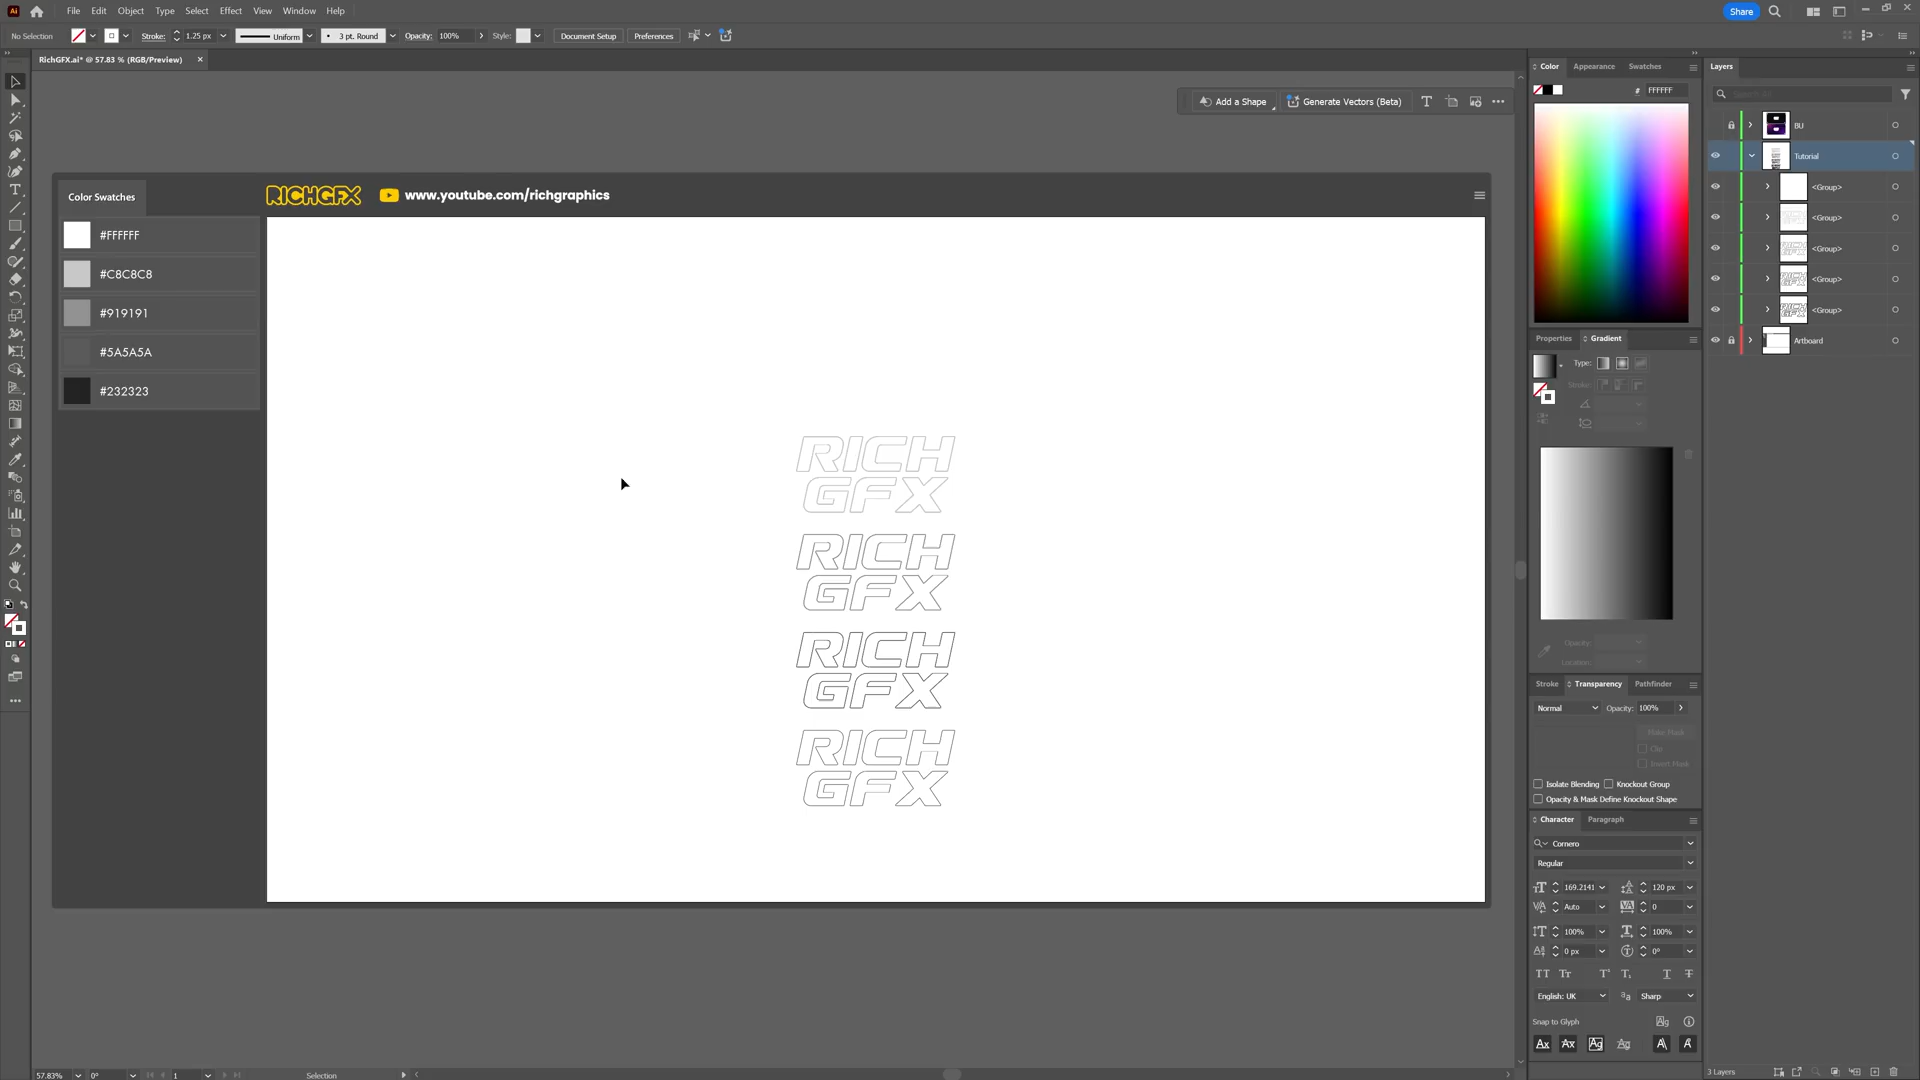 Ai
File Edit Object Type Select Effect View Window Help
Share
No Selection
Stroke:
1.25 px
Uniform
3 pt. Round
Opacity:
100%
Style:
Document Setup
Preferences
RichGFX.ai* @ 57.83 % (RGB/Preview)
Add a Shape
Generate Vectors (Beta)
Color Swatches
RICHGFX
www.youtube.com/richgraphics
#FFFFFF
#C8C8C8
#919191
#5A5A5A
#232323
RICH
GFX
RICH
GFX
RICH
GFX
RICH
GFX
57.83%
0°
1
Selection
Color
Appearance
Swatches
#
FFFFFF
Properties
Gradient
Type:
Stroke:
Opacity:
Location:
Stroke
Transparency
Pathfinder
Normal
Opacity:
100%
Make Mask
Clip
Invert Mask
Isolate Blending
Knockout Group
Opacity & Mask Define Knockout Shape
Character
Paragraph
Cornero
Regular
169.2141
120 px
Auto
0
100%
100%
0 px
0°
English: UK
Sharp
Snap to Glyph
Layers
BU
Tutorial
<Group>
<Group>
<Group>
<Group>
<Group>
Artboard
3 Layers